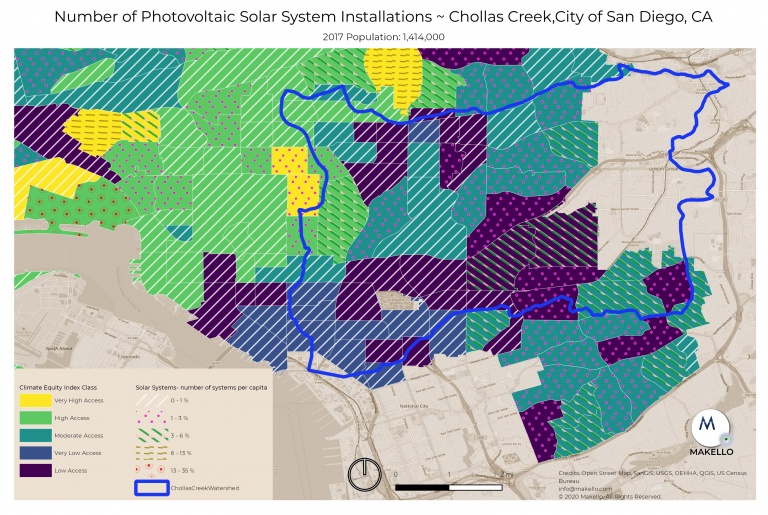 Number of Photovoltaic Solar System Installations ~ Chollas Creek,City of San Diego, CA
2017 Population: 1,414,000
North Island
Coronado
National City
Climate Equity Index Class
Very High Access
High Access
Moderate Access
Very Low Access
Low Access
Solar Systems- number of systems per capita
0 - 1 %
1 - 3 %
3 - 6 %
6 - 13 %
13 - 35 %
ChollasCreekWatershed
0
1
2 mi
M
MAKELLO
Credits: Open Street Map, SanGIS, USGS, OEHHA, QGIS, US Census
Bureau
info@makello.com
© 2020 Makello. All Rights Reserved.